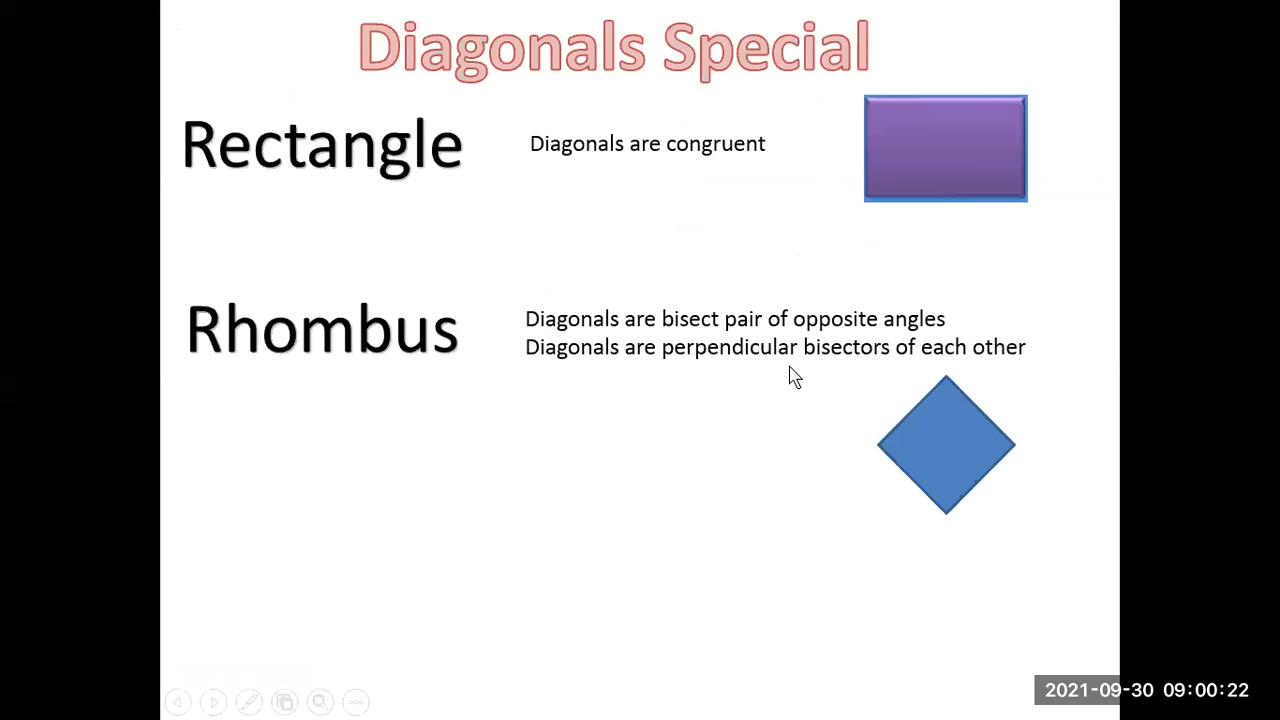 Diagonals Special
Rectangle
Diagonals are congruent
Rhombus
Diagonals are bisect pair of opposite angles
Diagonals are perpendicular bisectors of each other
2021-09-30 09:00:22